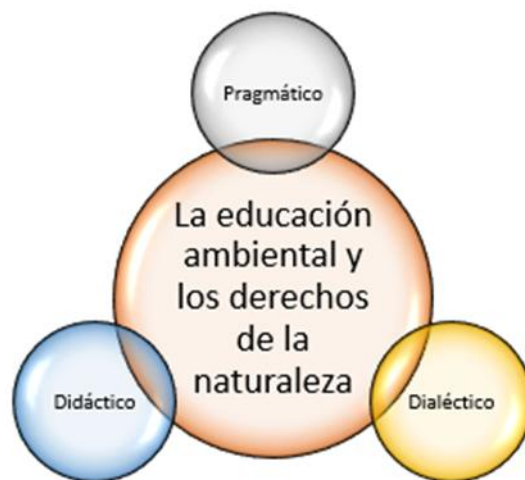 Pragmático
La educación
ambiental y
los derechos
de la
naturaleza
Didáctico
Dialéctico